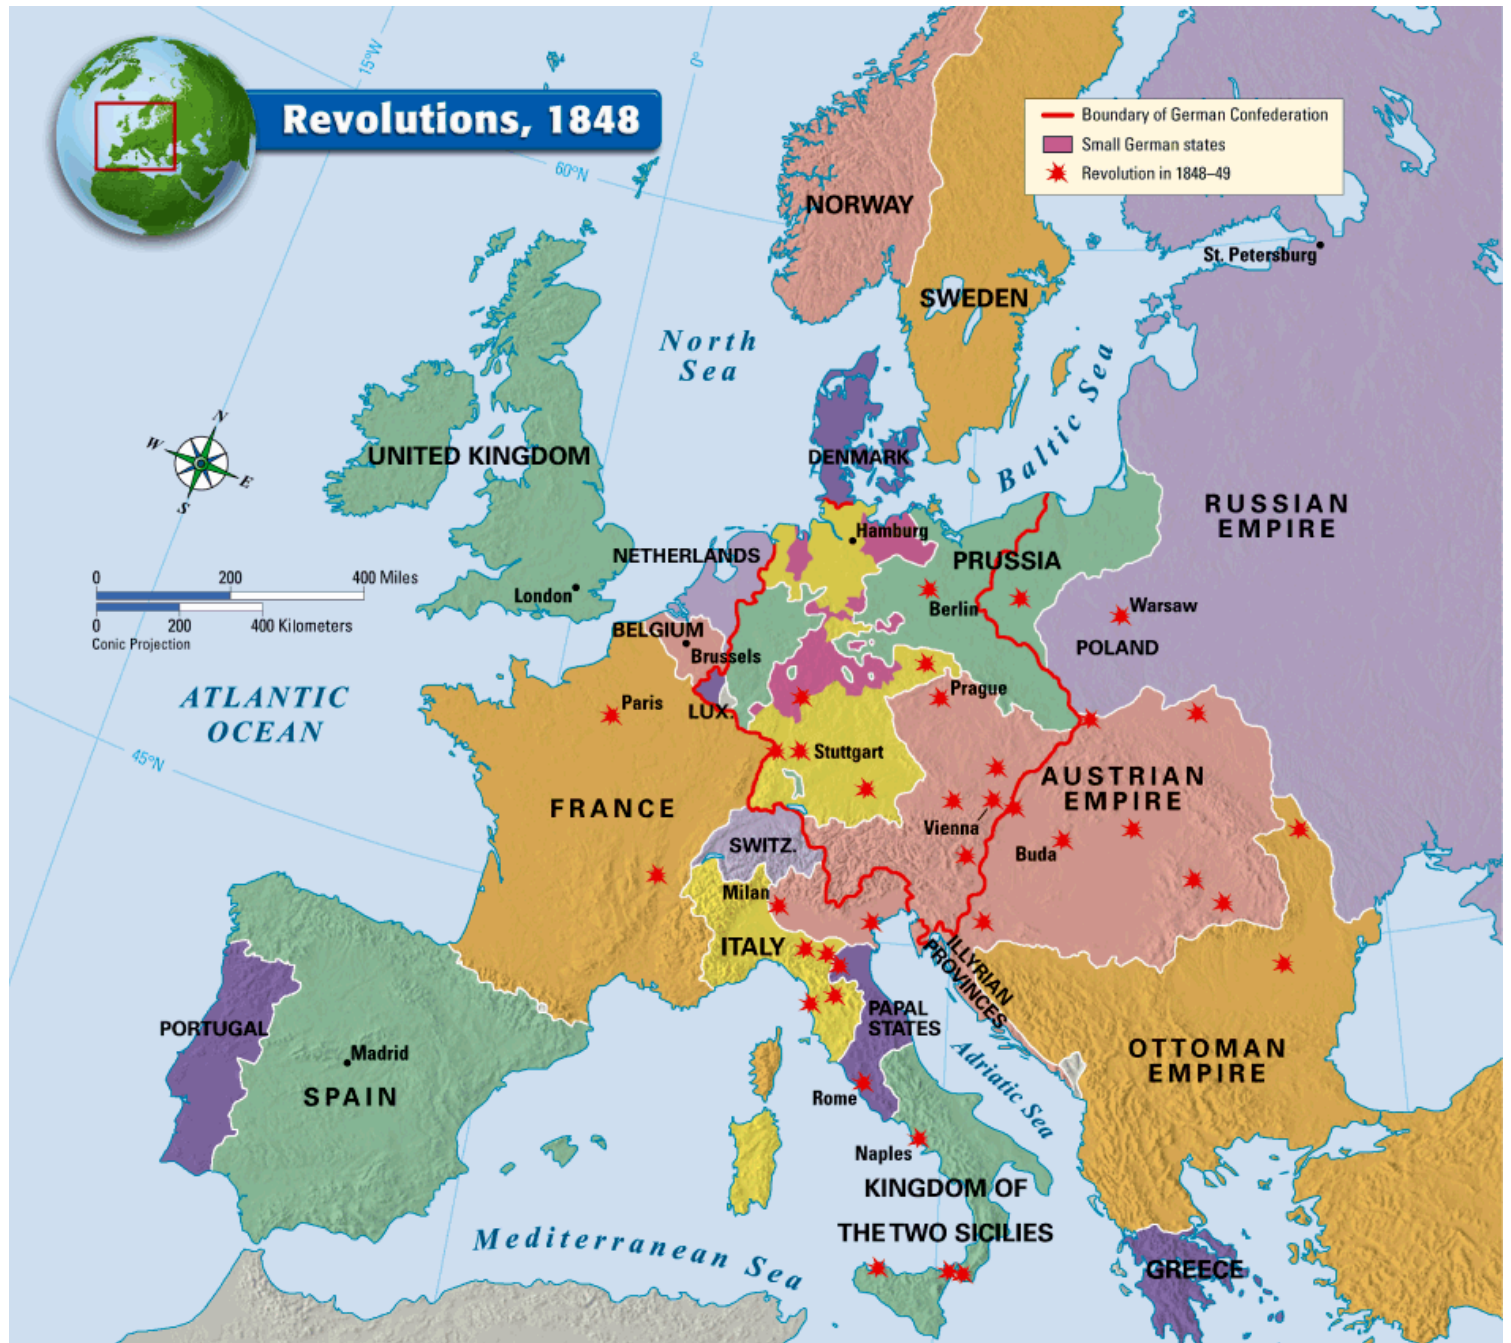 Revolutions, 1848
15°W
0°
60°N
Boundary of German Confederation
Small German states
Revolution in 1848–49
NORWAY
SWEDEN
St. Petersburg
North
Sea
Baltic Sea
N
W
E
S
UNITED KINGDOM
DENMARK
RUSSIAN
EMPIRE
Hamburg
NETHERLANDS
PRUSSIA
0
200
400 Miles
0
200
400 Kilometers
Conic Projection
London
Berlin
Warsaw
POLAND
BELGIUM
Brussels
ATLANTIC
OCEAN
Paris
LUX.
Prague
45°N
Stuttgart
AUSTRIAN
EMPIRE
FRANCE
Vienna
Buda
SWITZ.
Milan
ITALY
ILLYRIAN
PROVINCES
PAPAL
STATES
PORTUGAL
Madrid
SPAIN
Adriatic Sea
OTTOMAN
EMPIRE
Rome
Naples
KINGDOM OF
THE TWO SICILIES
Mediterranean Sea
GREECE